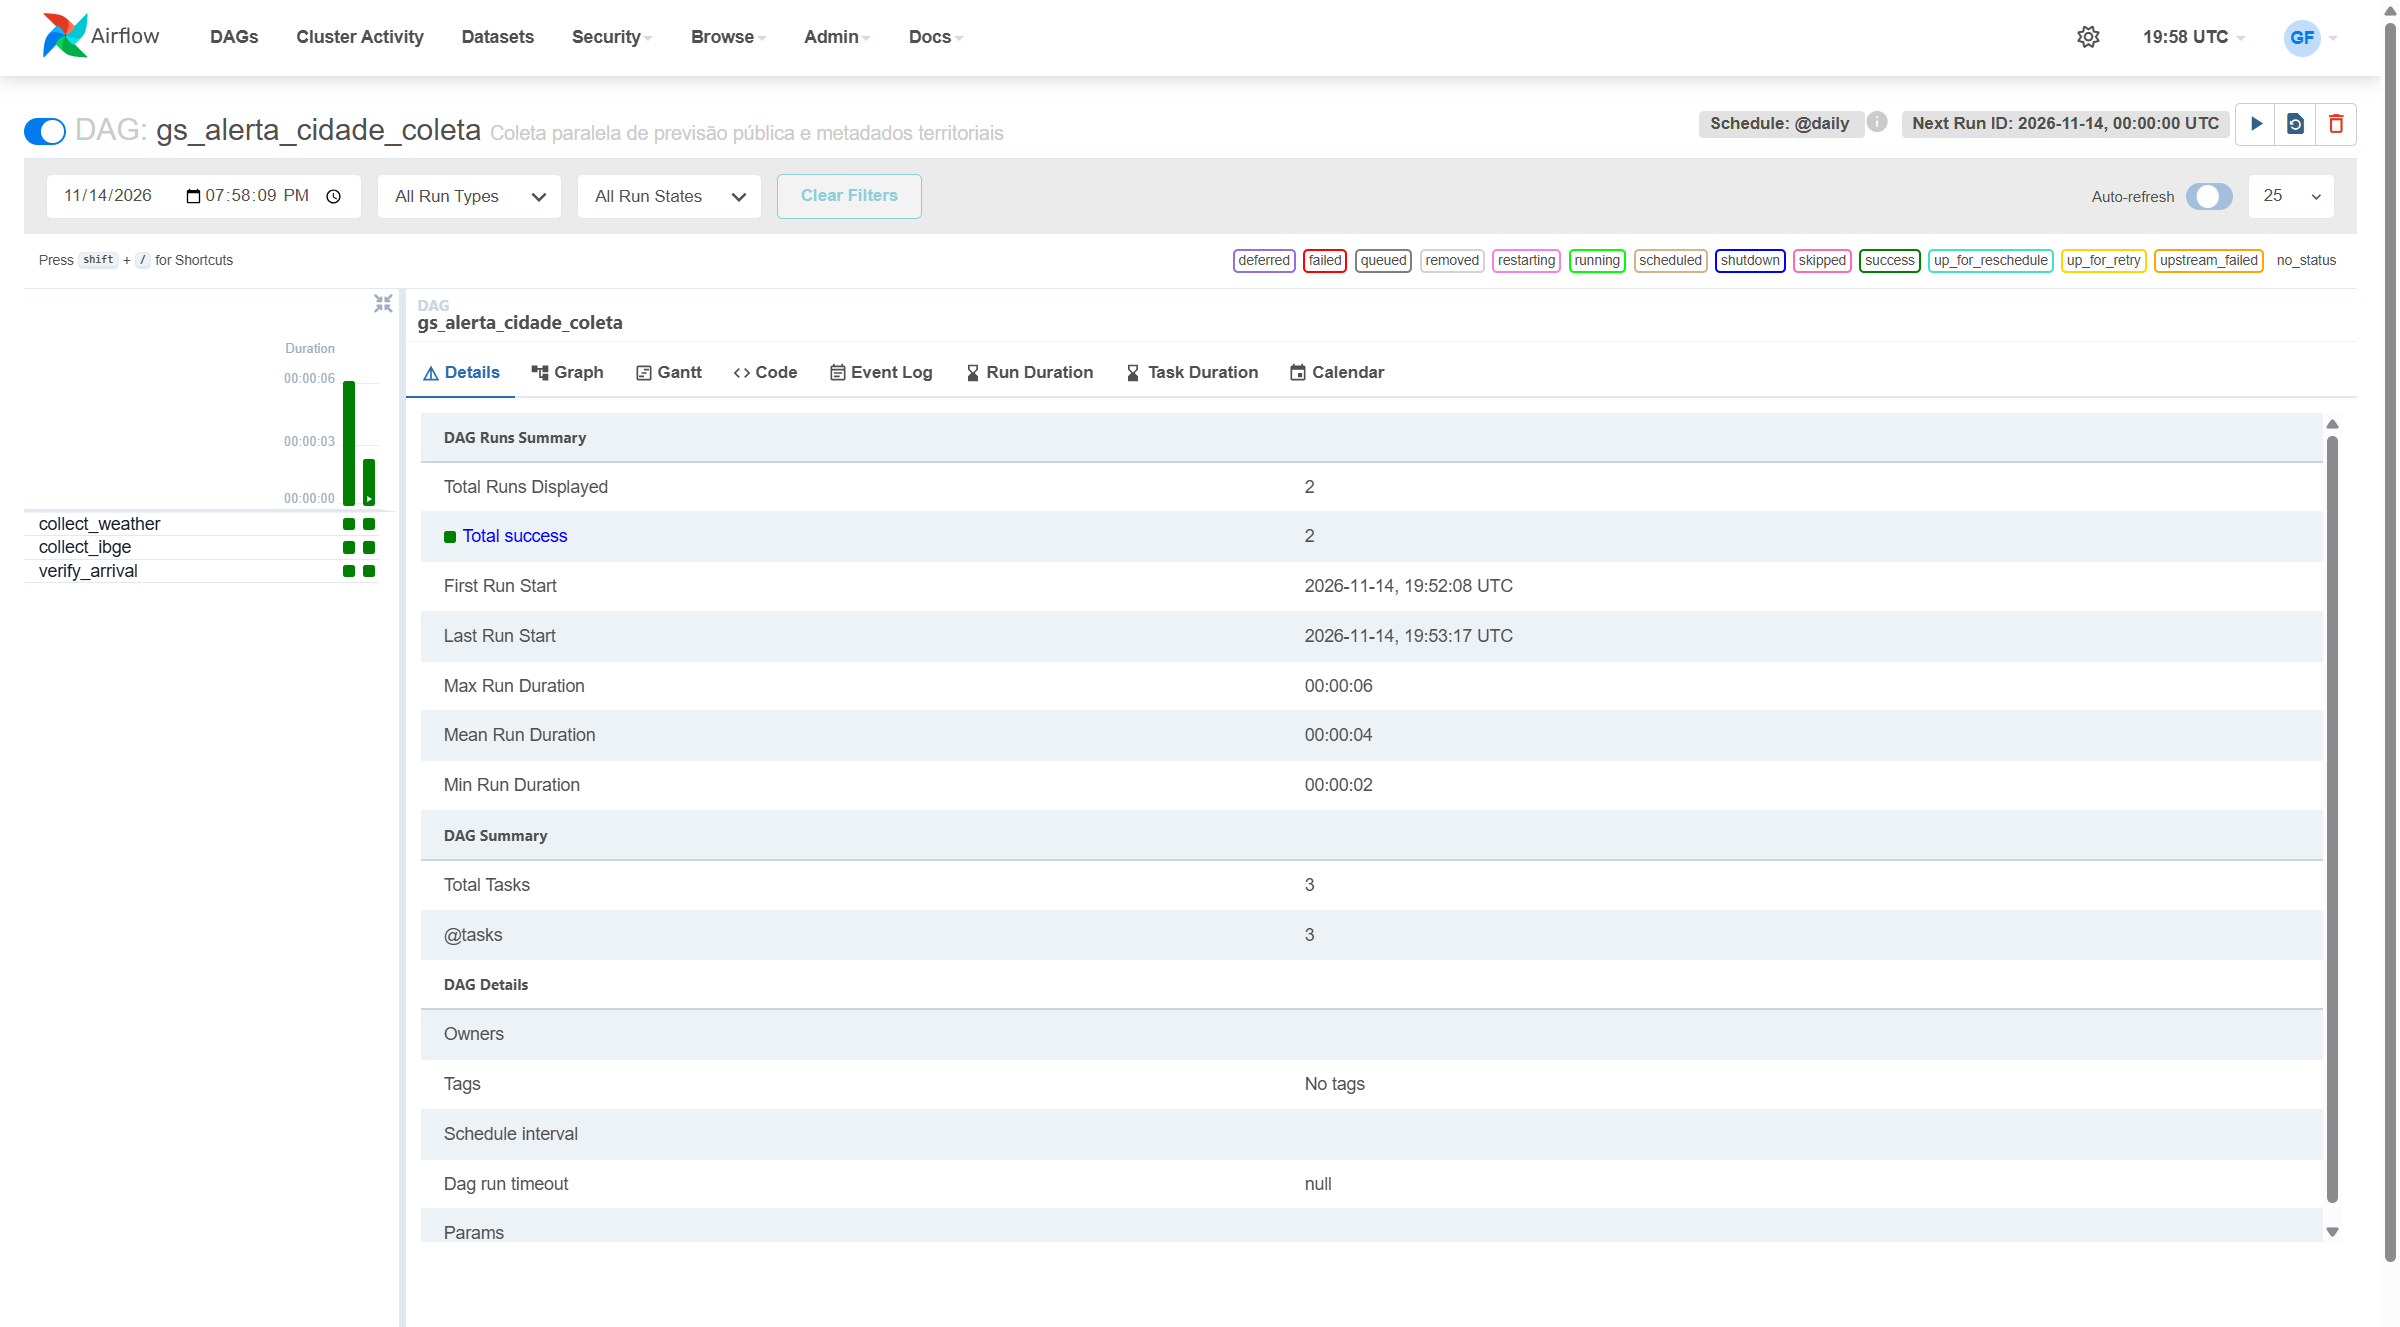 Airflow
DAGs
Cluster Activity
Datasets
Security
Browse
Admin
Docs
19:58 UTC
GF
DAG: gs_alerta_cidade_coleta Coleta paralela de previsão pública e metadados territoriais
Schedule: @daily
i
Next Run ID: 2026-11-14, 00:00:00 UTC
11/14/2026 07:58:09 PM
All Run Types
All Run States
Clear Filters
Auto-refresh
25
Press shift + / for Shortcuts
deferred failed queued removed restarting running scheduled shutdown skipped success up_for_reschedule up_for_retry upstream_failed no_status
Duration
00:00:06
00:00:03
00:00:00
collect_weather
collect_ibge
verify_arrival
DAG
gs_alerta_cidade_coleta
Details
Graph
Gantt
Code
Event Log
Run Duration
Task Duration
Calendar
DAG Runs Summary
Total Runs Displayed 2
Total success 2
First Run Start 2026-11-14, 19:52:08 UTC
Last Run Start 2026-11-14, 19:53:17 UTC
Max Run Duration 00:00:06
Mean Run Duration 00:00:04
Min Run Duration 00:00:02
DAG Summary
Total Tasks 3
@tasks 3
DAG Details
Owners
Tags No tags
Schedule interval
Dag run timeout null
Params